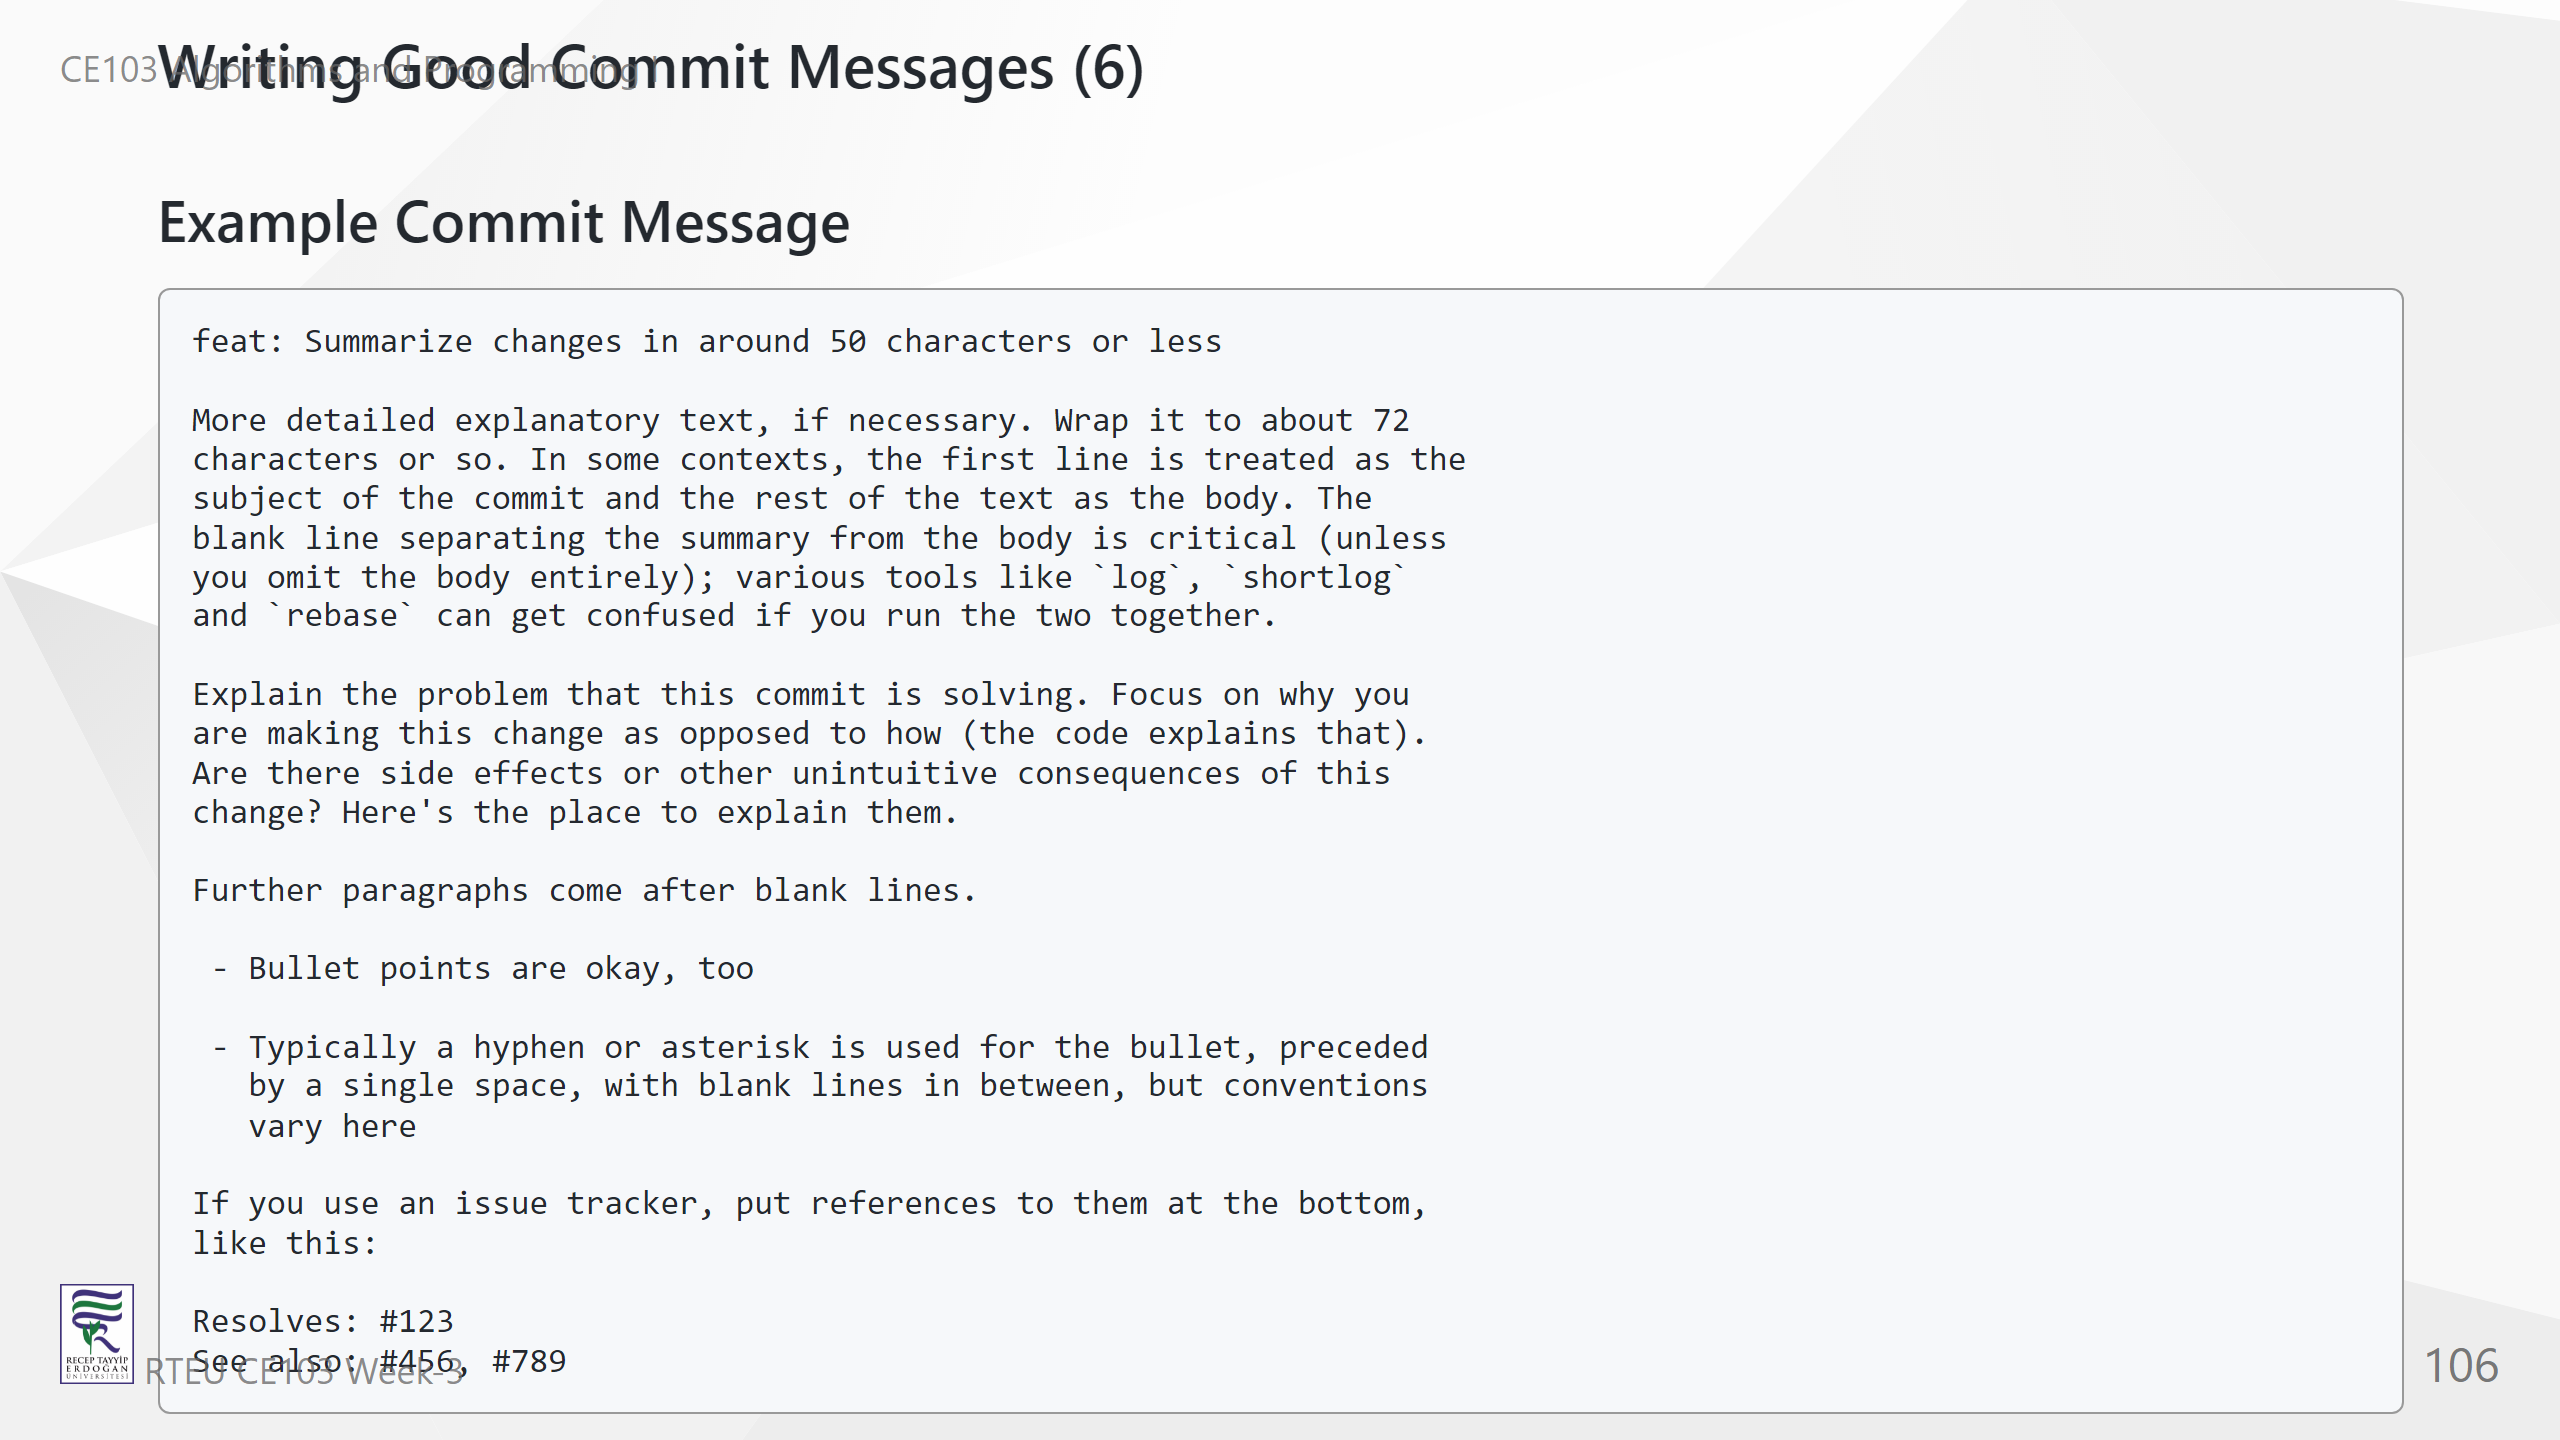 CE103 Algorithms and Programming I
Writing Good Commit Messages (6)
Example Commit Message
feat: Summarize changes in around 50 characters or less
More detailed explanatory text, if necessary. Wrap it to about 72
characters or so. In some contexts, the first line is treated as the
subject of the commit and the rest of the text as the body. The
blank line separating the summary from the body is critical (unless
you omit the body entirely); various tools like `log`, `shortlog`
and `rebase` can get confused if you run the two together.
Explain the problem that this commit is solving. Focus on why you
are making this change as opposed to how (the code explains that).
Are there side effects or other unintuitive consequences of this
change? Here's the place to explain them.
Further paragraphs come after blank lines.
- Bullet points are okay, too
- Typically a hyphen or asterisk is used for the bullet, preceded
by a single space, with blank lines in between, but conventions
vary here
If you use an issue tracker, put references to them at the bottom,
like this:
Resolves: #123
See also: #456, #789
RECEP TAYYİP
ERDOĞAN
ÜNİVERSİTESİ
RTEU CE103 Week-3
106